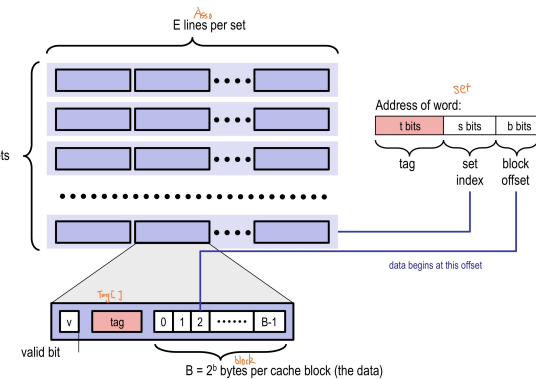 Asso
E lines per set
set
Address of word:
t bits s bits b bits
tag set index block offset
ets
data begins at this offset
Tag[ ]
v tag 0 1 2 B-1
valid bit
block
B = 2ᵇ bytes per cache block (the data)